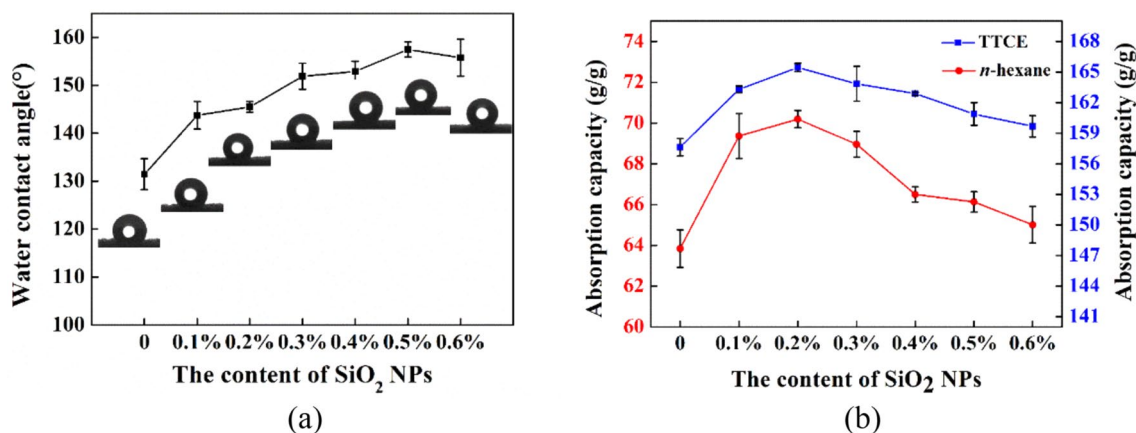 160
150
140
130
120
110
100
Water contact angle(°)
0 0.1% 0.2% 0.3% 0.4% 0.5% 0.6%
The content of SiO₂ NPs
(a)
74
72
70
68
66
64
62
60
Absorption capacity (g/g)
TTCE
n-hexane
168
165
162
159
156
153
150
147
144
141
Absorption capacity (g/g)
0 0.1% 0.2% 0.3% 0.4% 0.5% 0.6%
The content of SiO2 NPs
(b)